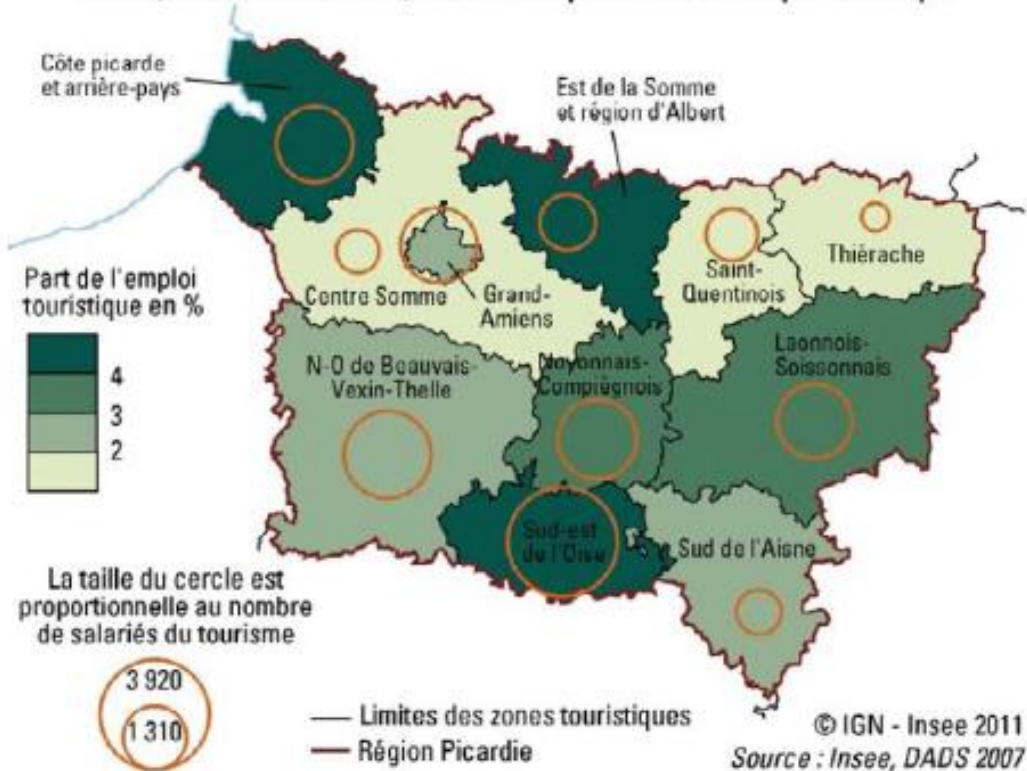 Côte picarde
et arrière-pays
Est de la Somme
et région d'Albert
Part de l'emploi
touristique en %
4
3
2
Centre Somme
Grand-
Amiens
Saint-
Quentinois
Thiérache
N-O de Beauvais-
Vexin-Thelle
Noyonnais-
Compiégnois
Laonnois-
Soissonnais
Sud-est
de l'Oise
Sud de l'Aisne
La taille du cercle est
proportionnelle au nombre
de salariés du tourisme
3 920
1 310
Limites des zones touristiques
Région Picardie
© IGN - Insee 2011
Source : Insee, DADS 2007